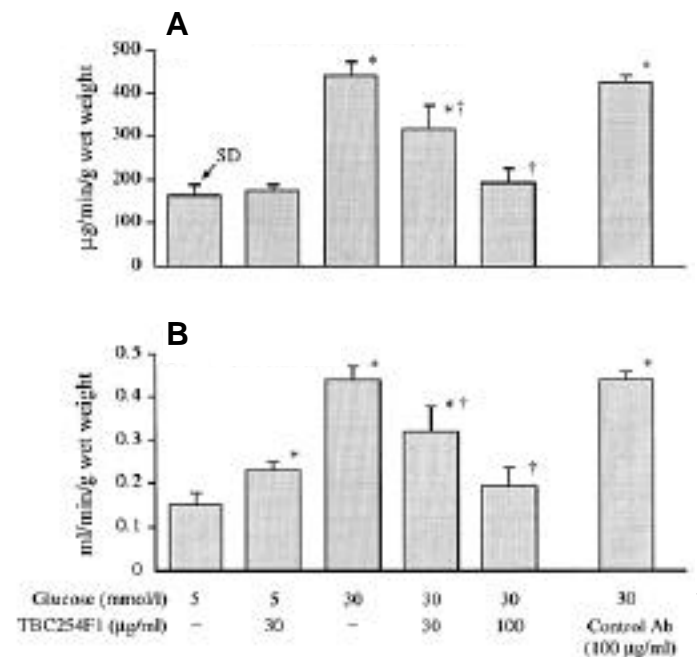 A
500
400
300
200
100
0
µg/min/g wet weight
SD
*
*†
†
*
B
0.5
0.4
0.3
0.2
0.1
0
ml/min/g wet weight
*
*
*†
†
*
Glucose (mmol/l) 5 5 30 30 30 30
TBC254F1 (µg/ml) – 30 – 30 100 Control Ab
(100 µg/ml)